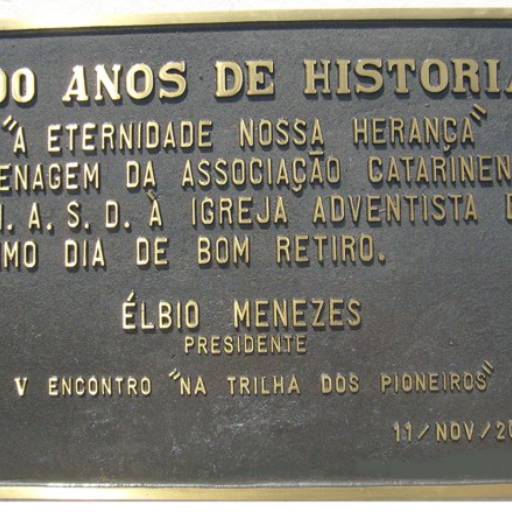 00 ANOS DE HISTORIA
"A ETERNIDADE NOSSA HERANÇA"
ENAGEM DA ASSOCIAÇÃO CATARINEN
. A. S. D. À IGREJA ADVENTISTA D
MO DIA DE BOM RETIRO.
ÉLBIO MENEZES
PRESIDENTE
V ENCONTRO "NA TRILHA DOS PIONEIROS"
11/NOV/20